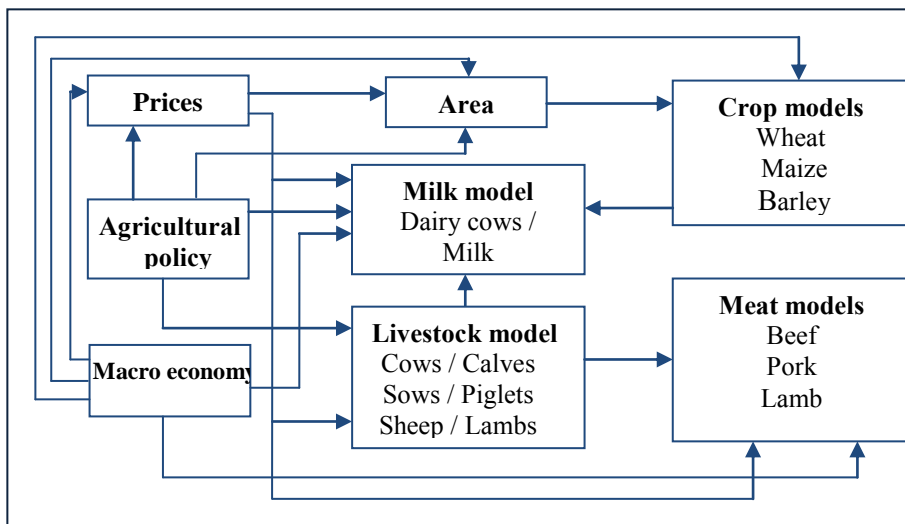 Prices
Area
Crop models
Wheat
Maize
Barley
Milk model
Dairy cows /
Milk
Agricultural
policy
Livestock model
Cows / Calves
Sows / Piglets
Sheep / Lambs
Meat models
Beef
Pork
Lamb
Macro economy